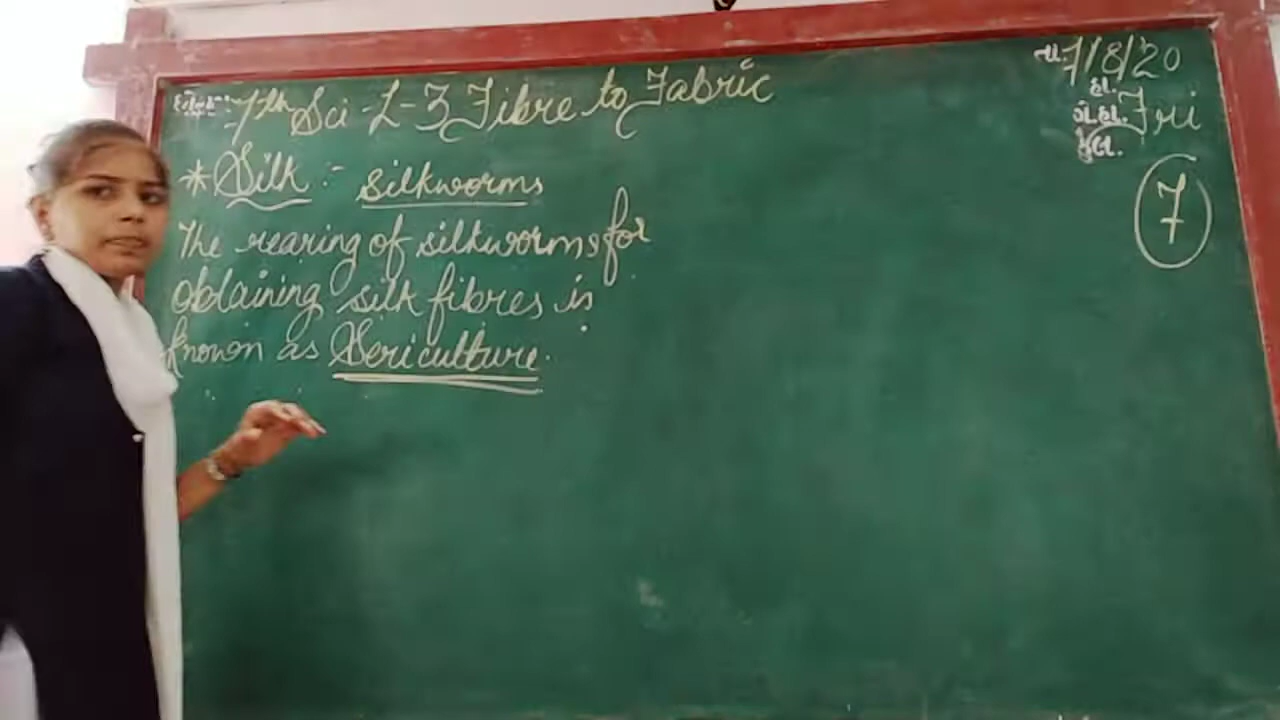 7th Sci - L-3 Fibre to Fabric
તા. 7/8/20
Fri
7
* Silk :- silkworms
The rearing of silkworms for
obtaining silk fibres is
known as Sericulture.